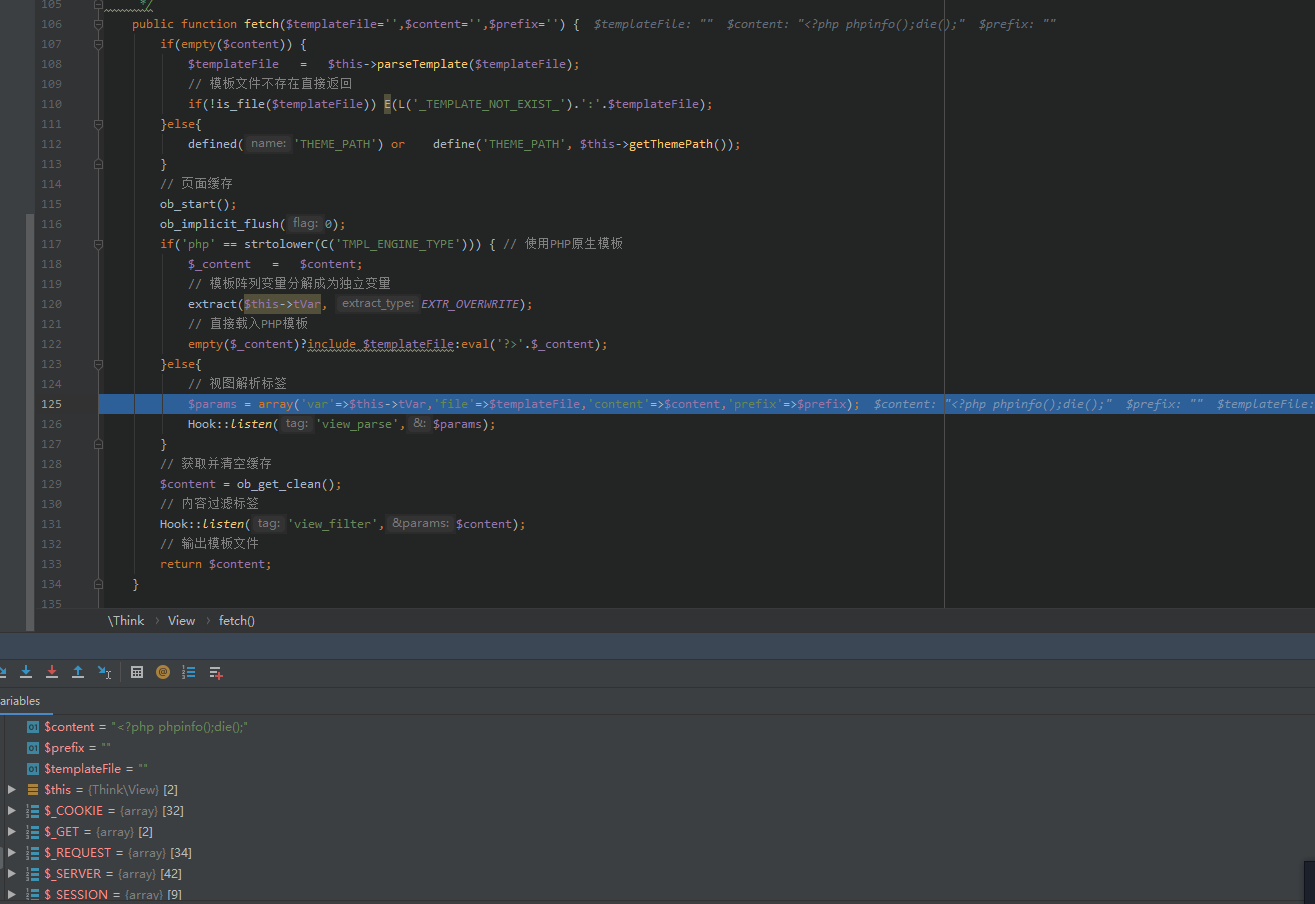 105 */
106 public function fetch($templateFile='',$content='',$prefix='') { $templateFile: "" $content: "<?php phpinfo();die();" $prefix: ""
107 if(empty($content)) {
108 $templateFile = $this->parseTemplate($templateFile);
109 // 模板文件不存在直接返回
110 if(!is_file($templateFile)) E(L('_TEMPLATE_NOT_EXIST_').':'.$templateFile);
111 }else{
112 defined( name: 'THEME_PATH') or define('THEME_PATH', $this->getThemePath());
113 }
114 // 页面缓存
115 ob_start();
116 ob_implicit_flush( flag: 0);
117 if('php' == strtolower(C('TMPL_ENGINE_TYPE'))) { // 使用PHP原生模板
118 $_content = $content;
119 // 模板阵列变量分解成为独立变量
120 extract($this->tVar, extract_type: EXTR_OVERWRITE);
121 // 直接载入PHP模板
122 empty($_content)?include $templateFile:eval('?>'.$_content);
123 }else{
124 // 视图解析标签
125 $params = array('var'=>$this->tVar,'file'=>$templateFile,'content'=>$content,'prefix'=>$prefix); $content: "<?php phpinfo();die();" $prefix: "" $templateFile:
126 Hook::listen( tag: 'view_parse', &: $params);
127 }
128 // 获取并清空缓存
129 $content = ob_get_clean();
130 // 内容过滤标签
131 Hook::listen( tag: 'view_filter', &params: $content);
132 // 输出模板文件
133 return $content;
134 }
135
\Think › View › fetch()
ariables
$content = "<?php phpinfo();die();"
$prefix = ""
$templateFile = ""
$this = {Think\View} [2]
$_COOKIE = {array} [32]
$_GET = {array} [2]
$_REQUEST = {array} [34]
$_SERVER = {array} [42]
$_SESSION = {array} [9]